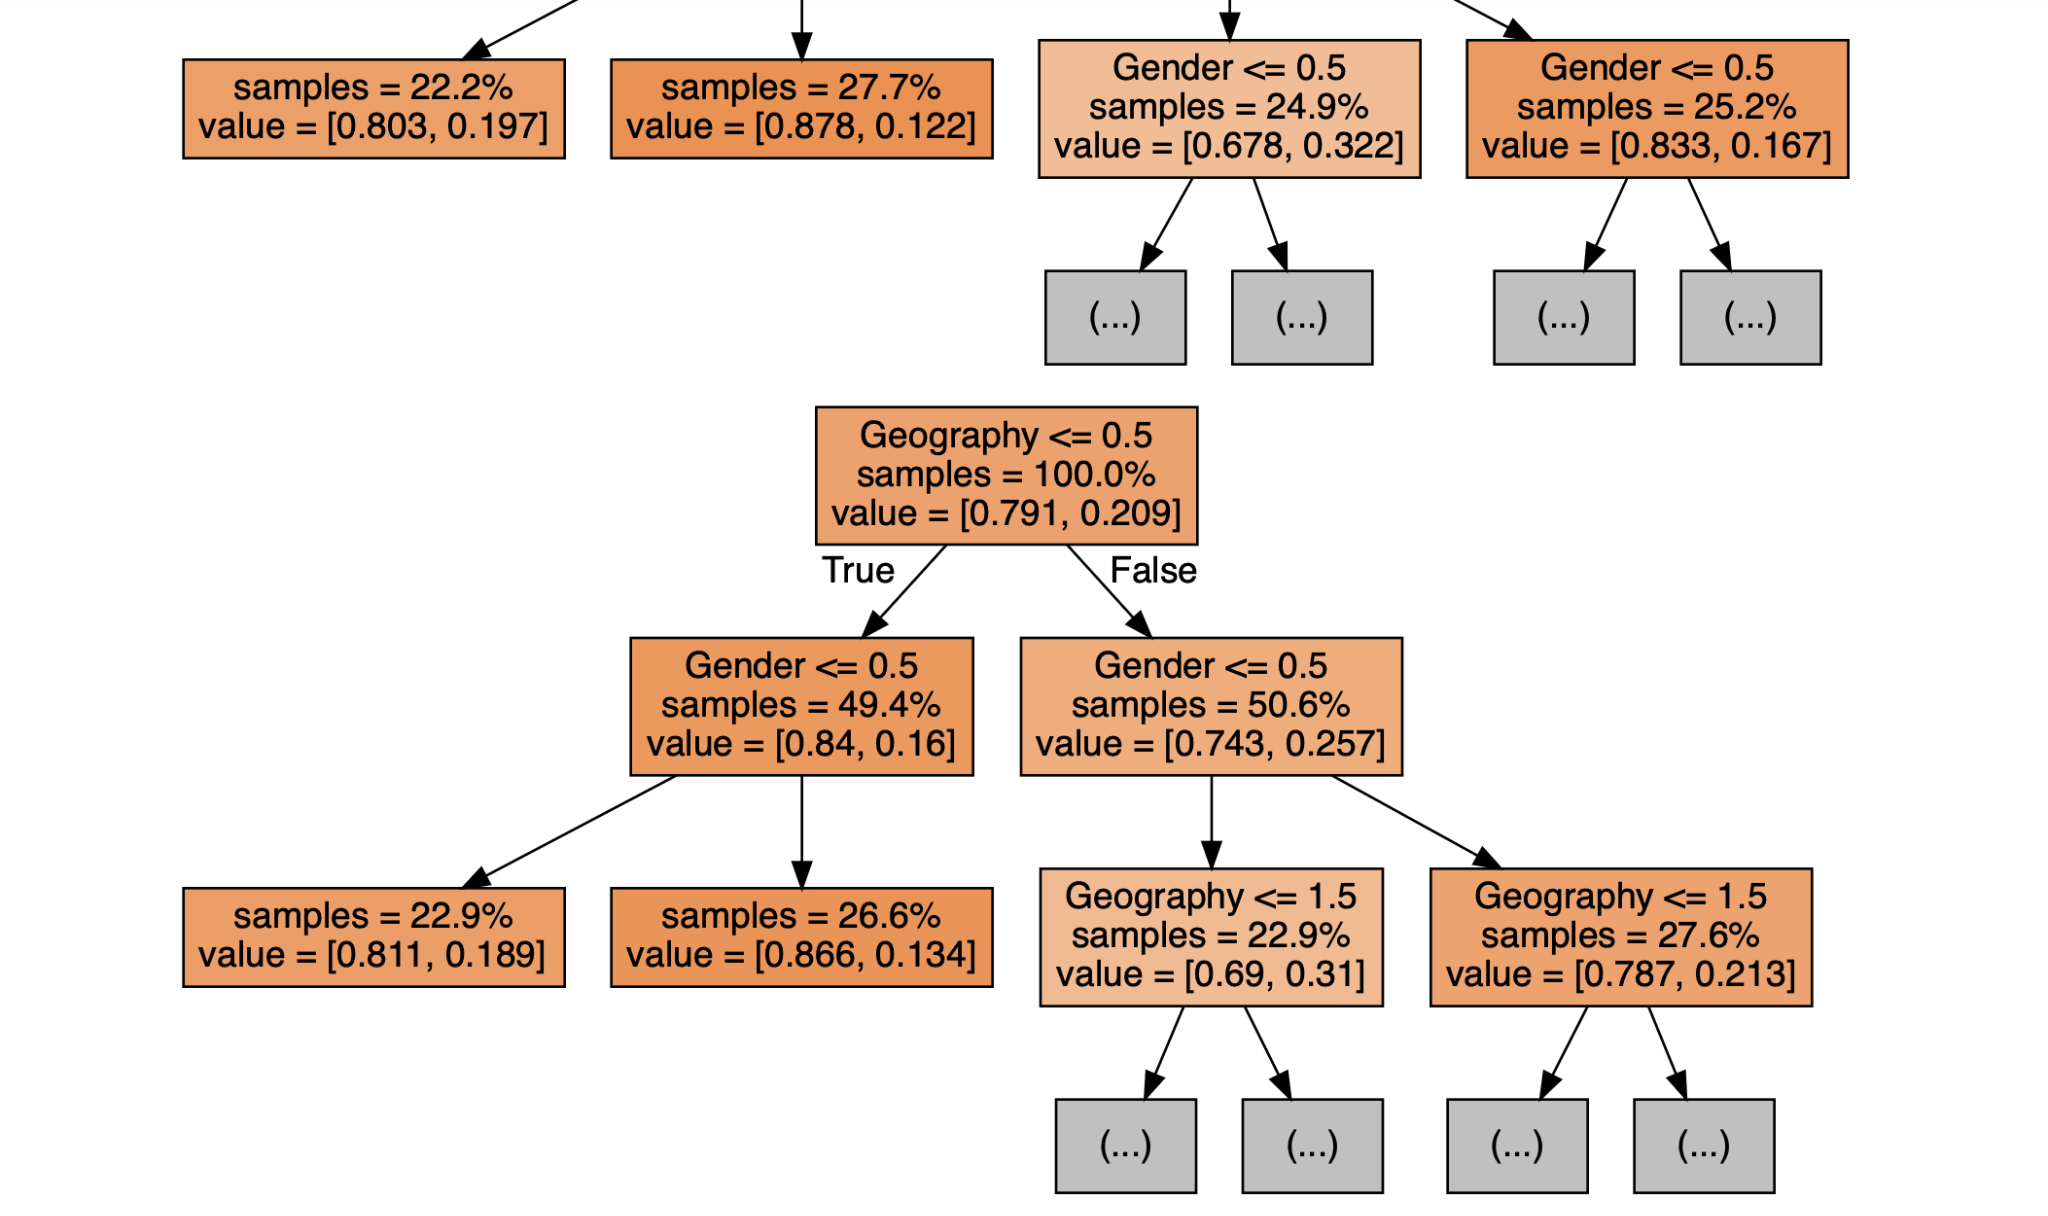 samples = 22.2%
value = [0.803, 0.197]
samples = 27.7%
value = [0.878, 0.122]
Gender <= 0.5
samples = 24.9%
value = [0.678, 0.322]
Gender <= 0.5
samples = 25.2%
value = [0.833, 0.167]
(...)
(...)
(...)
(...)
Geography <= 0.5
samples = 100.0%
value = [0.791, 0.209]
True
False
Gender <= 0.5
samples = 49.4%
value = [0.84, 0.16]
Gender <= 0.5
samples = 50.6%
value = [0.743, 0.257]
samples = 22.9%
value = [0.811, 0.189]
samples = 26.6%
value = [0.866, 0.134]
Geography <= 1.5
samples = 22.9%
value = [0.69, 0.31]
Geography <= 1.5
samples = 27.6%
value = [0.787, 0.213]
(...)
(...)
(...)
(...)